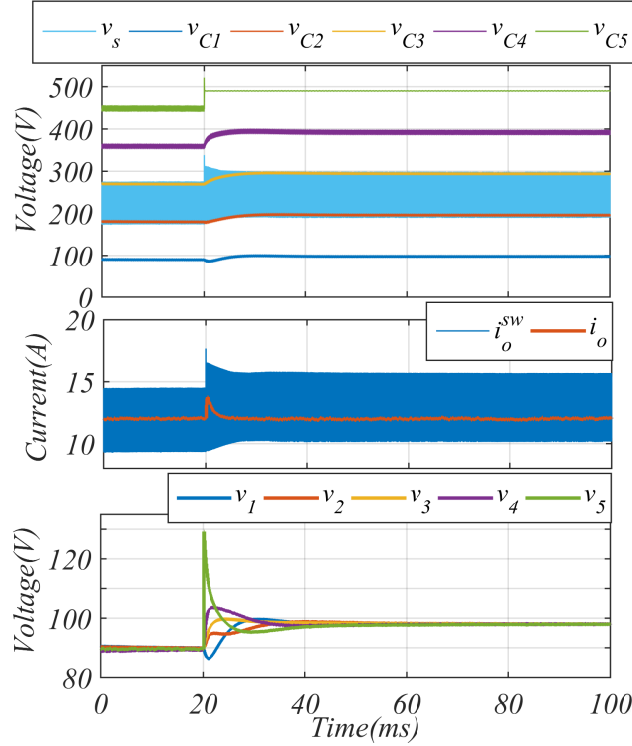 v_s v_C1 v_C2 v_C3 v_C4 v_C5
500
400
300
200
100
0
Voltage(V)
i_o^sw i_o
20
15
10
Current(A)
v_1 v_2 v_3 v_4 v_5
120
100
80
Voltage(V)
0 20 40 60 80 100
Time(ms)